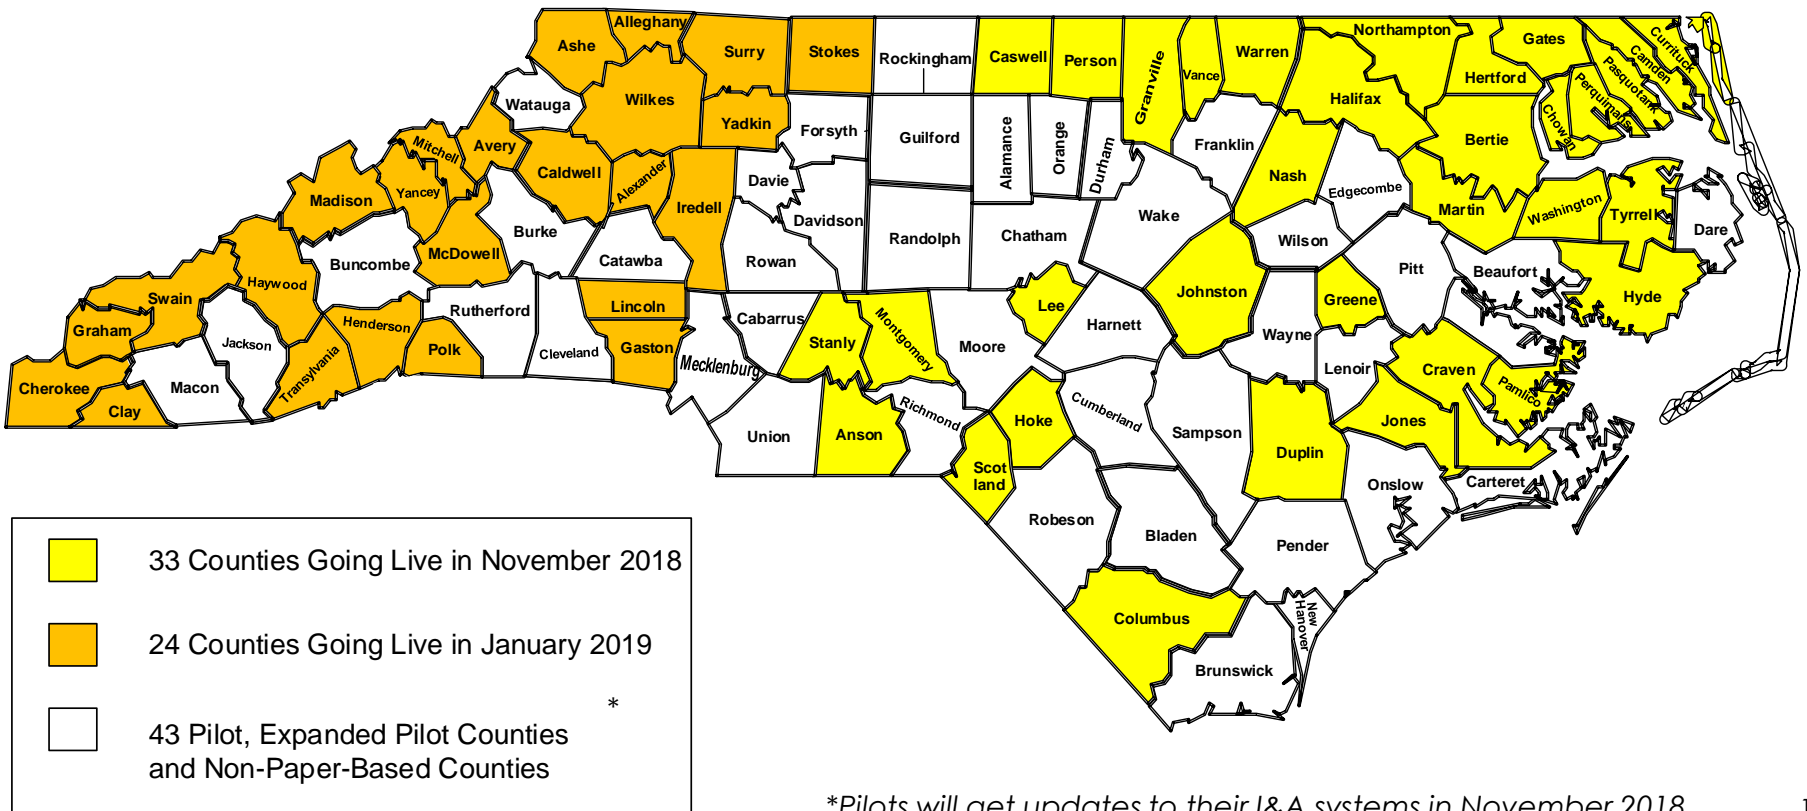 Alleghany
Ashe
Surry
Stokes
Rockingham
Caswell
Person
Granville
Vance
Warren
Northampton
Gates
Currituck
Camden
Pasquotank
Perquimans
Chowan
Hertford
Halifax
Bertie
Watauga
Wilkes
Yadkin
Forsyth
Guilford
Alamance
Orange
Durham
Franklin
Nash
Edgecombe
Martin
Washington
Tyrrell
Dare
Mitchell
Avery
Caldwell
Alexander
Iredell
Davie
Davidson
Randolph
Chatham
Wake
Wilson
Pitt
Beaufort
Hyde
Madison
Yancey
McDowell
Burke
Catawba
Rowan
Buncombe
Haywood
Swain
Graham
Cherokee
Clay
Macon
Jackson
Transylvania
Henderson
Polk
Rutherford
Cleveland
Lincoln
Gaston
Mecklenburg
Cabarrus
Stanly
Montgomery
Moore
Lee
Harnett
Johnston
Wayne
Greene
Lenoir
Craven
Pamlico
Jones
Carteret
Onslow
Duplin
Sampson
Cumberland
Hoke
Scot
land
Richmond
Anson
Union
Robeson
Bladen
Pender
New
Hanover
Columbus
Brunswick
33 Counties Going Live in November 2018
24 Counties Going Live in January 2019
*
43 Pilot, Expanded Pilot Counties
and Non-Paper-Based Counties
*Pilots will get updates to their I&A systems in November 2018